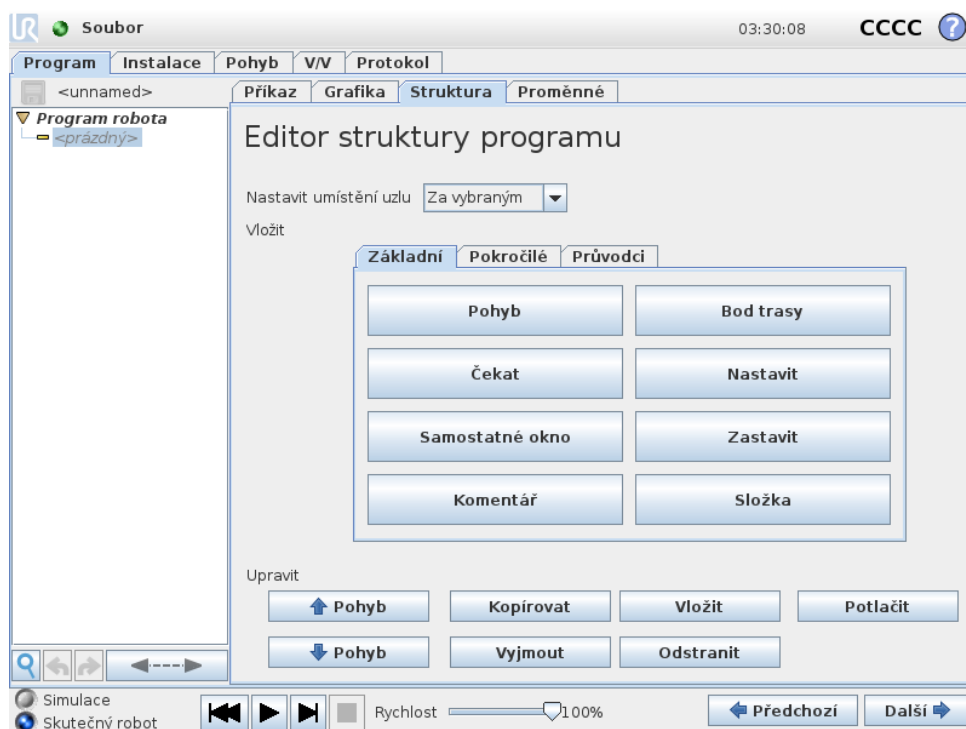 UR Soubor 03:30:08 CCCC ?
Program Instalace Pohyb V/V Protokol
<unnamed> Příkaz Grafika Struktura Proměnné
Program robota
<prázdný>
Editor struktury programu
Nastavit umístění uzlu Za vybraným
Vložit
Základní Pokročilé Průvodci
Pohyb Bod trasy
Čekat Nastavit
Samostatné okno Zastavit
Komentář Složka
Upravit
Pohyb Kopírovat Vložit Potlačit
Pohyb Vyjmout Odstranit
Simulace
Skutečný robot
Rychlost 100% Předchozí Další